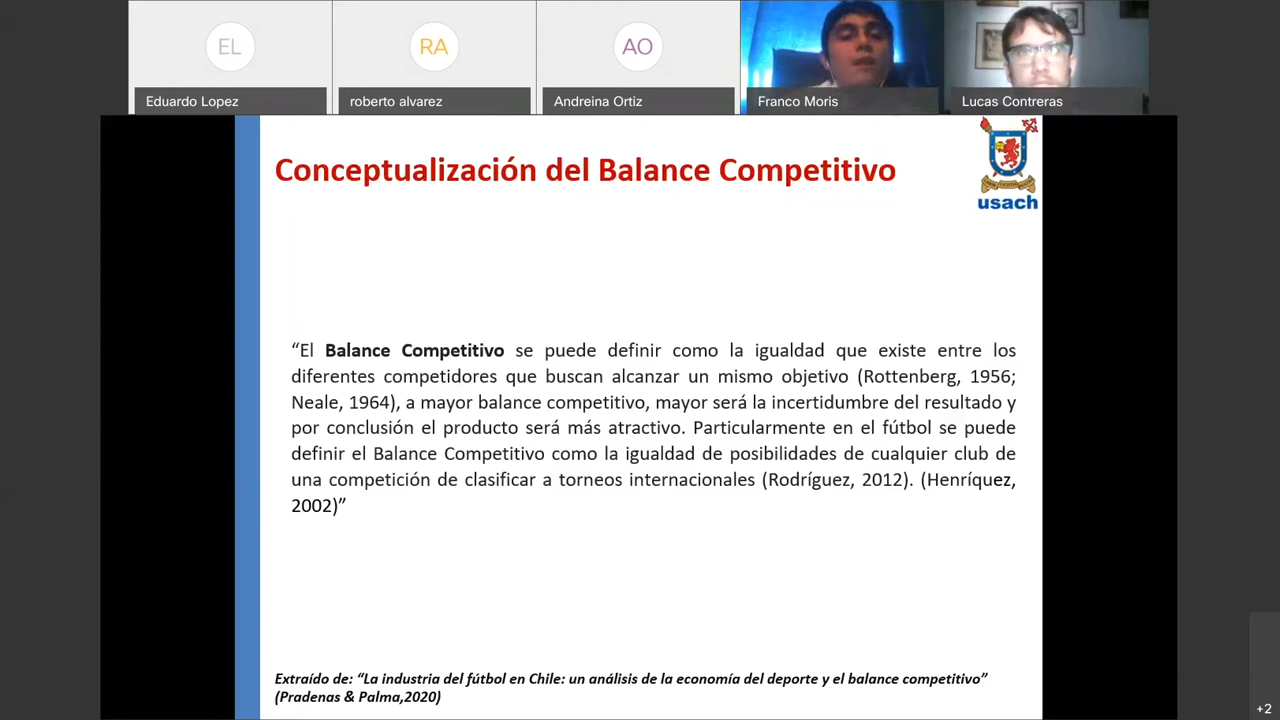 EL
RA
AO
Eduardo Lopez
roberto alvarez
Andreina Ortiz
Franco Moris
Lucas Contreras
Conceptualización del Balance Competitivo
usach
“El Balance Competitivo se puede definir como la igualdad que existe entre los
diferentes competidores que buscan alcanzar un mismo objetivo (Rottenberg, 1956;
Neale, 1964), a mayor balance competitivo, mayor será la incertidumbre del resultado y
por conclusión el producto será más atractivo. Particularmente en el fútbol se puede
definir el Balance Competitivo como la igualdad de posibilidades de cualquier club de
una competición de clasificar a torneos internacionales (Rodríguez, 2012). (Henríquez,
2002)”
Extraído de: “La industria del fútbol en Chile: un análisis de la economía del deporte y el balance competitivo”
(Pradenas & Palma,2020)
+2